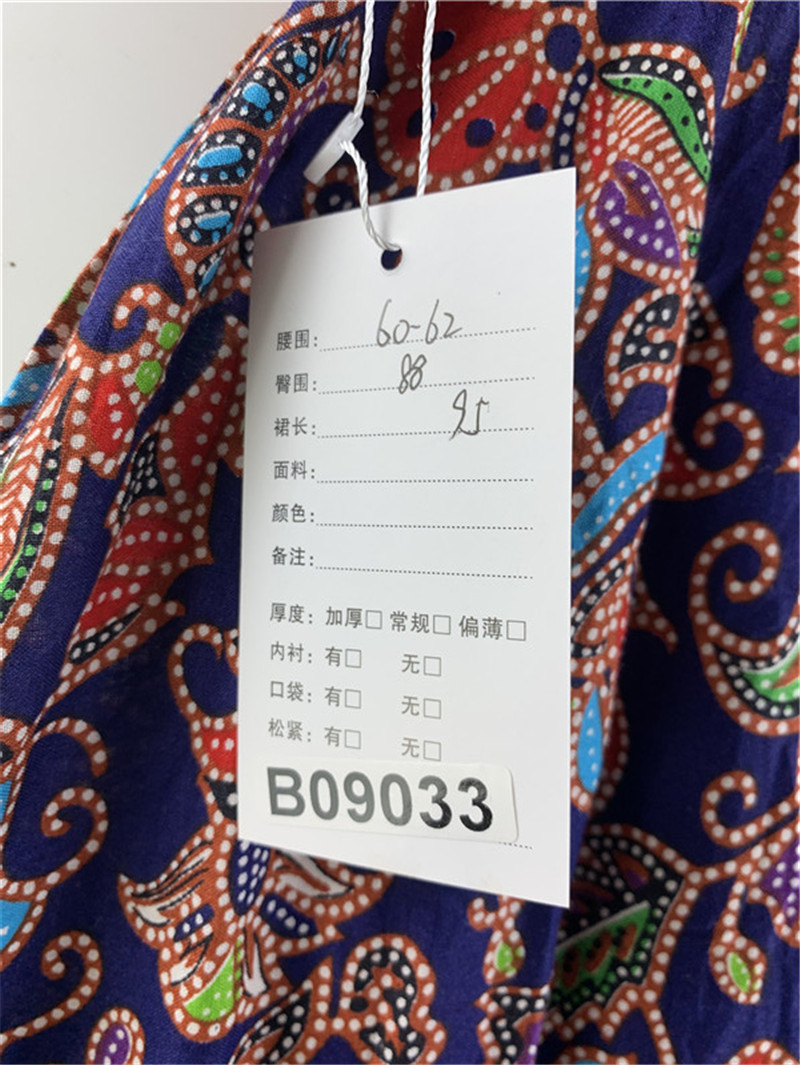 腰围: 60-62
臀围: 88
裙长: 95
面料:
颜色:
备注:
厚度: 加厚□ 常规□ 偏薄□
内衬: 有□ 无□
口袋: 有□ 无□
松紧: 有□ 无□
B09033